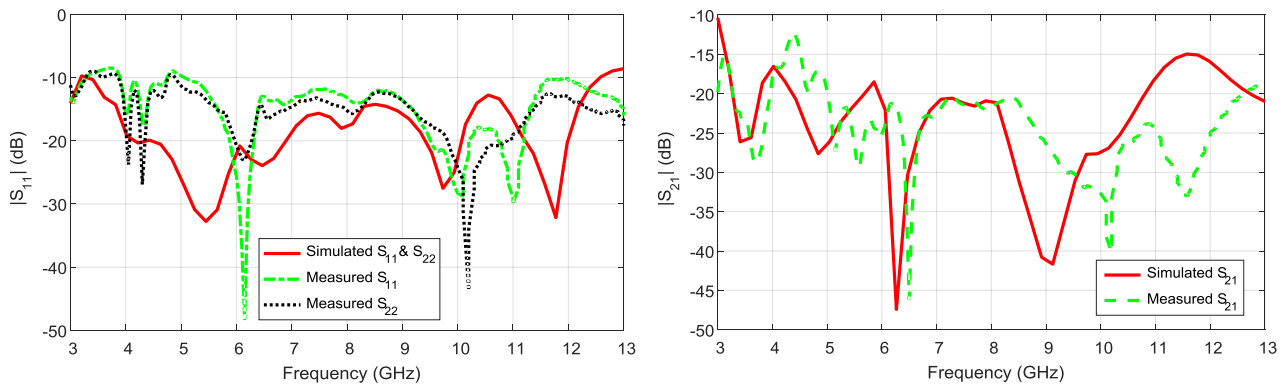 0
-10
-20
-30
-40
-50
|S11| (dB)
3 4 5 6 7 8 9 10 11 12 13
Frequency (GHz)
Simulated S11 & S22
Measured S11
Measured S22
-10
-15
-20
-25
-30
-35
-40
-45
-50
|S21| (dB)
3 4 5 6 7 8 9 10 11 12 13
Frequency (GHz)
Simulated S21
Measured S21